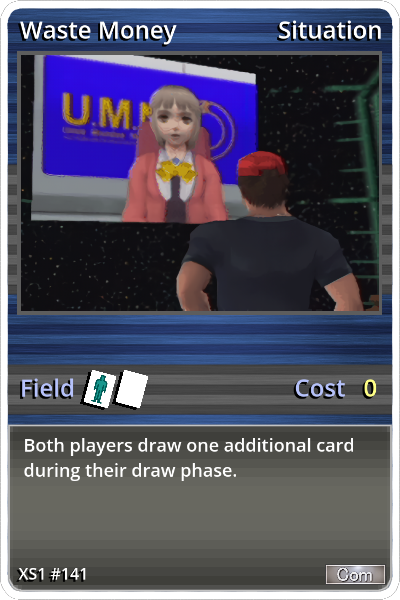 Waste Money
Situation
U.M.N
Field
Cost 0
Both players draw one additional card
during their draw phase.
XS1 #141
Com